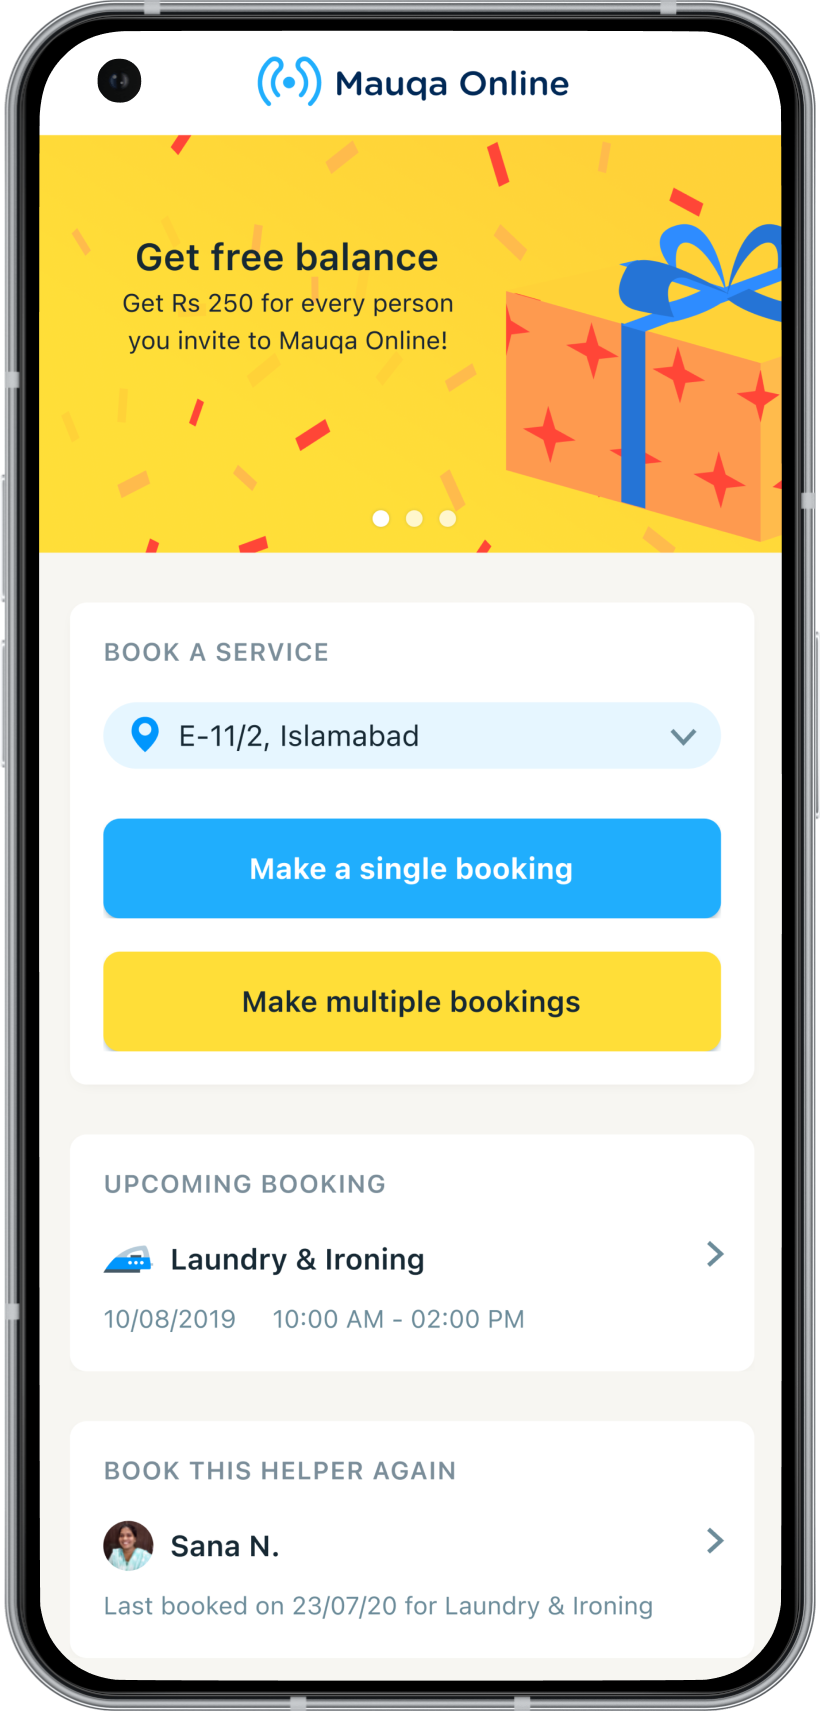 Mauqa Online
Get free balance
Get Rs 250 for every person
you invite to Mauqa Online!
BOOK A SERVICE
E-11/2, Islamabad
Make a single booking
Make multiple bookings
UPCOMING BOOKING
Laundry & Ironing
10/08/2019 10:00 AM - 02:00 PM
BOOK THIS HELPER AGAIN
Sana N.
Last booked on 23/07/20 for Laundry & Ironing